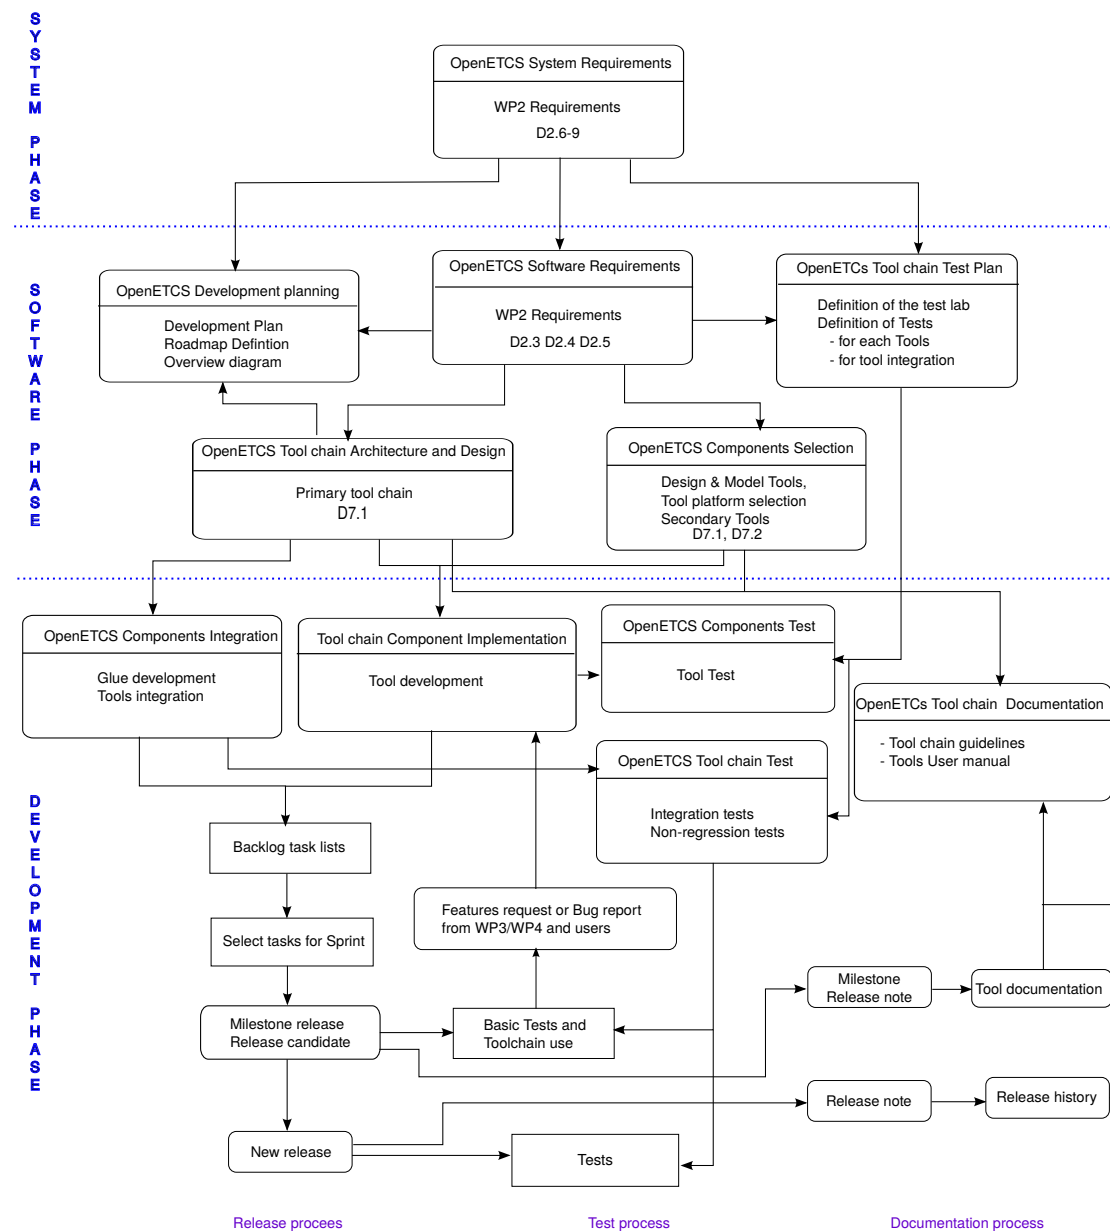 SYSTEM PHASE
OpenETCS System Requirements
WP2 Requirements
D2.6-9
SOFTWARE PHASE
OpenETCS Development planning
Development Plan
Roadmap Defintion
Overview diagram
OpenETCS Software Requirements
WP2 Requirements
D2.3 D2.4 D2.5
OpenETCs Tool chain Test Plan
Definition of the test lab
Definition of Tests
- for each Tools
- for tool integration
OpenETCS Tool chain Architecture and Design
Primary tool chain
D7.1
OpenETCS Components Selection
Design & Model Tools,
Tool platform selection
Secondary Tools
D7.1, D7.2
DEVELOPMENT PHASE
OpenETCS Components Integration
Glue development
Tools integration
Tool chain Component Implementation
Tool development
OpenETCS Components Test
Tool Test
OpenETCs Tool chain Documentation
- Tool chain guidelines
- Tools User manual
OpenETCS Tool chain Test
Integration tests
Non-regression tests
Backlog task lists
Features request or Bug report
from WP3/WP4 and users
Select tasks for Sprint
Milestone release
Release candidate
Basic Tests and
Toolchain use
Milestone
Release note
Tool documentation
Release note
Release history
New release
Tests
Release procees
Test process
Documentation process